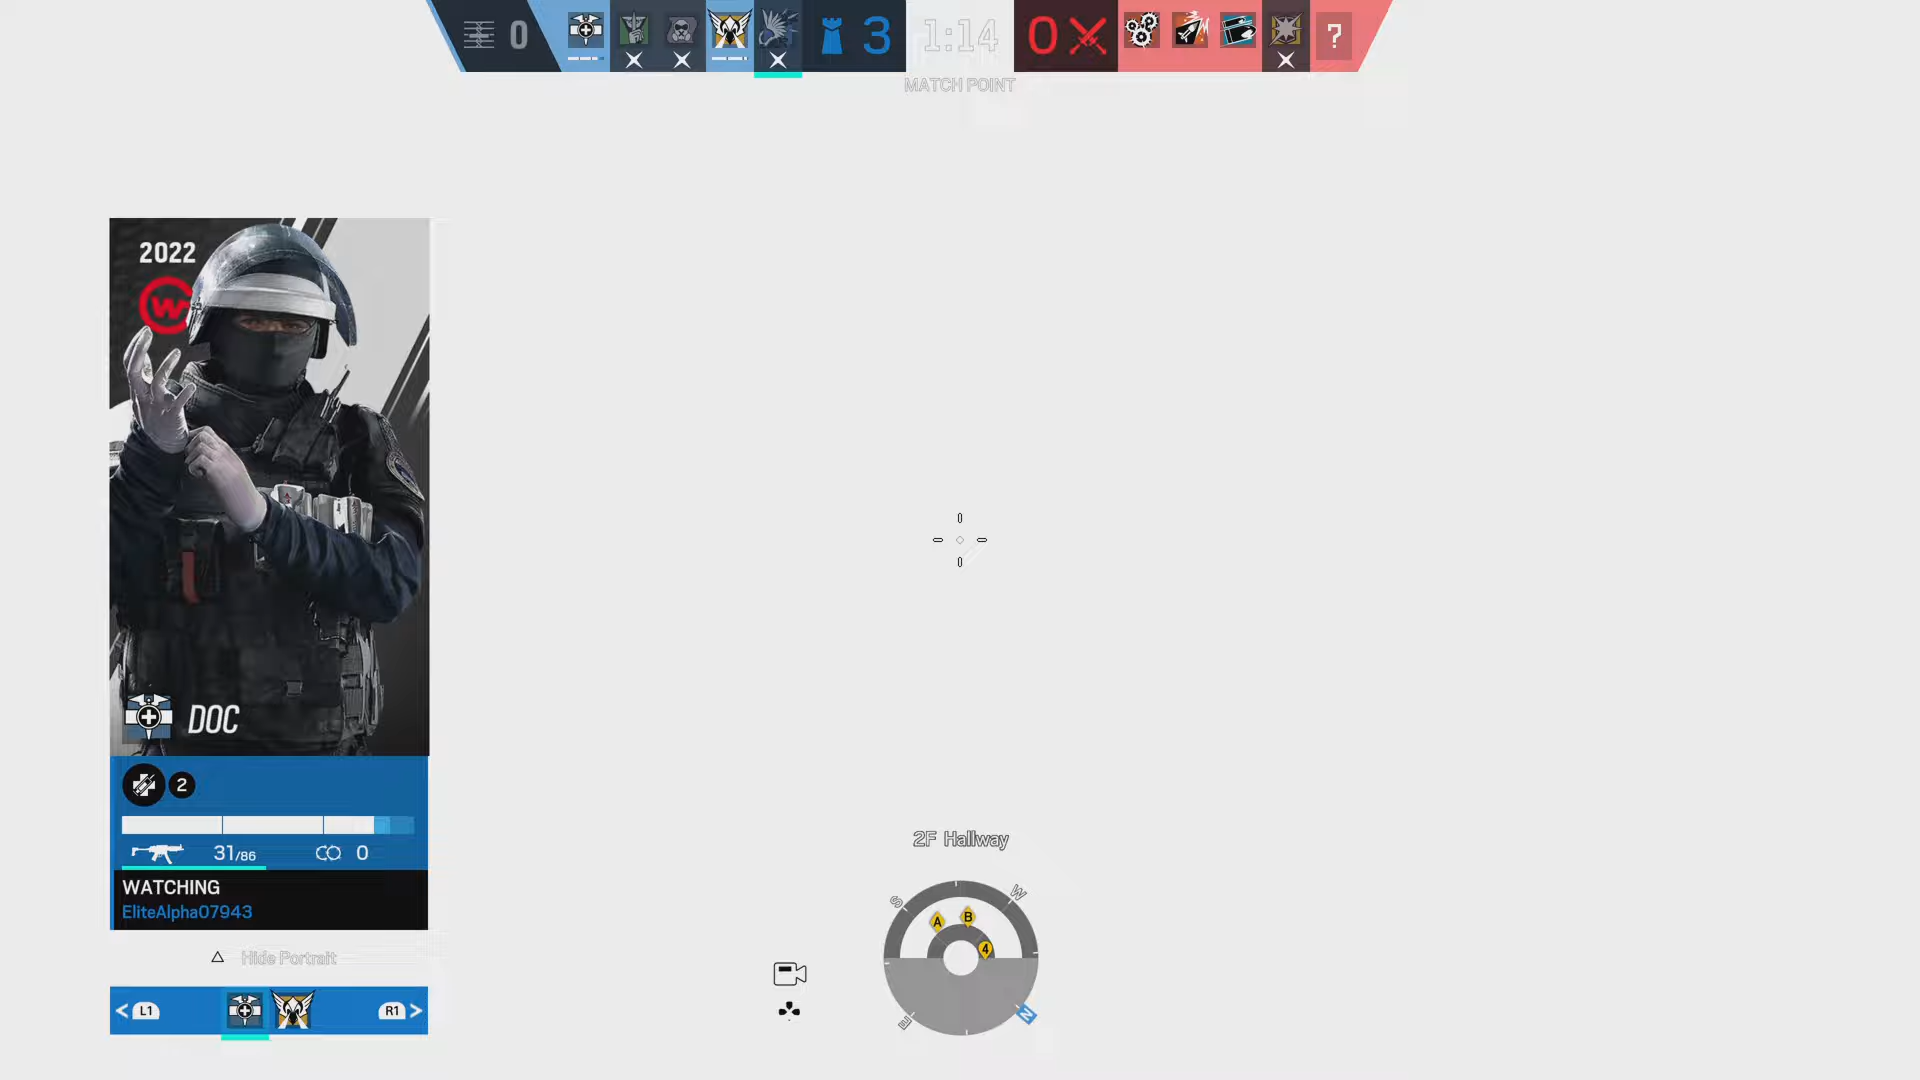 0
3
1:14
0
?
MATCH POINT
2022
W
DOC
2
31/86
0
WATCHING
EliteAlpha07943
Hide Portrait
L1
R1
2F Hallway
S
W
A
B
4
E
N